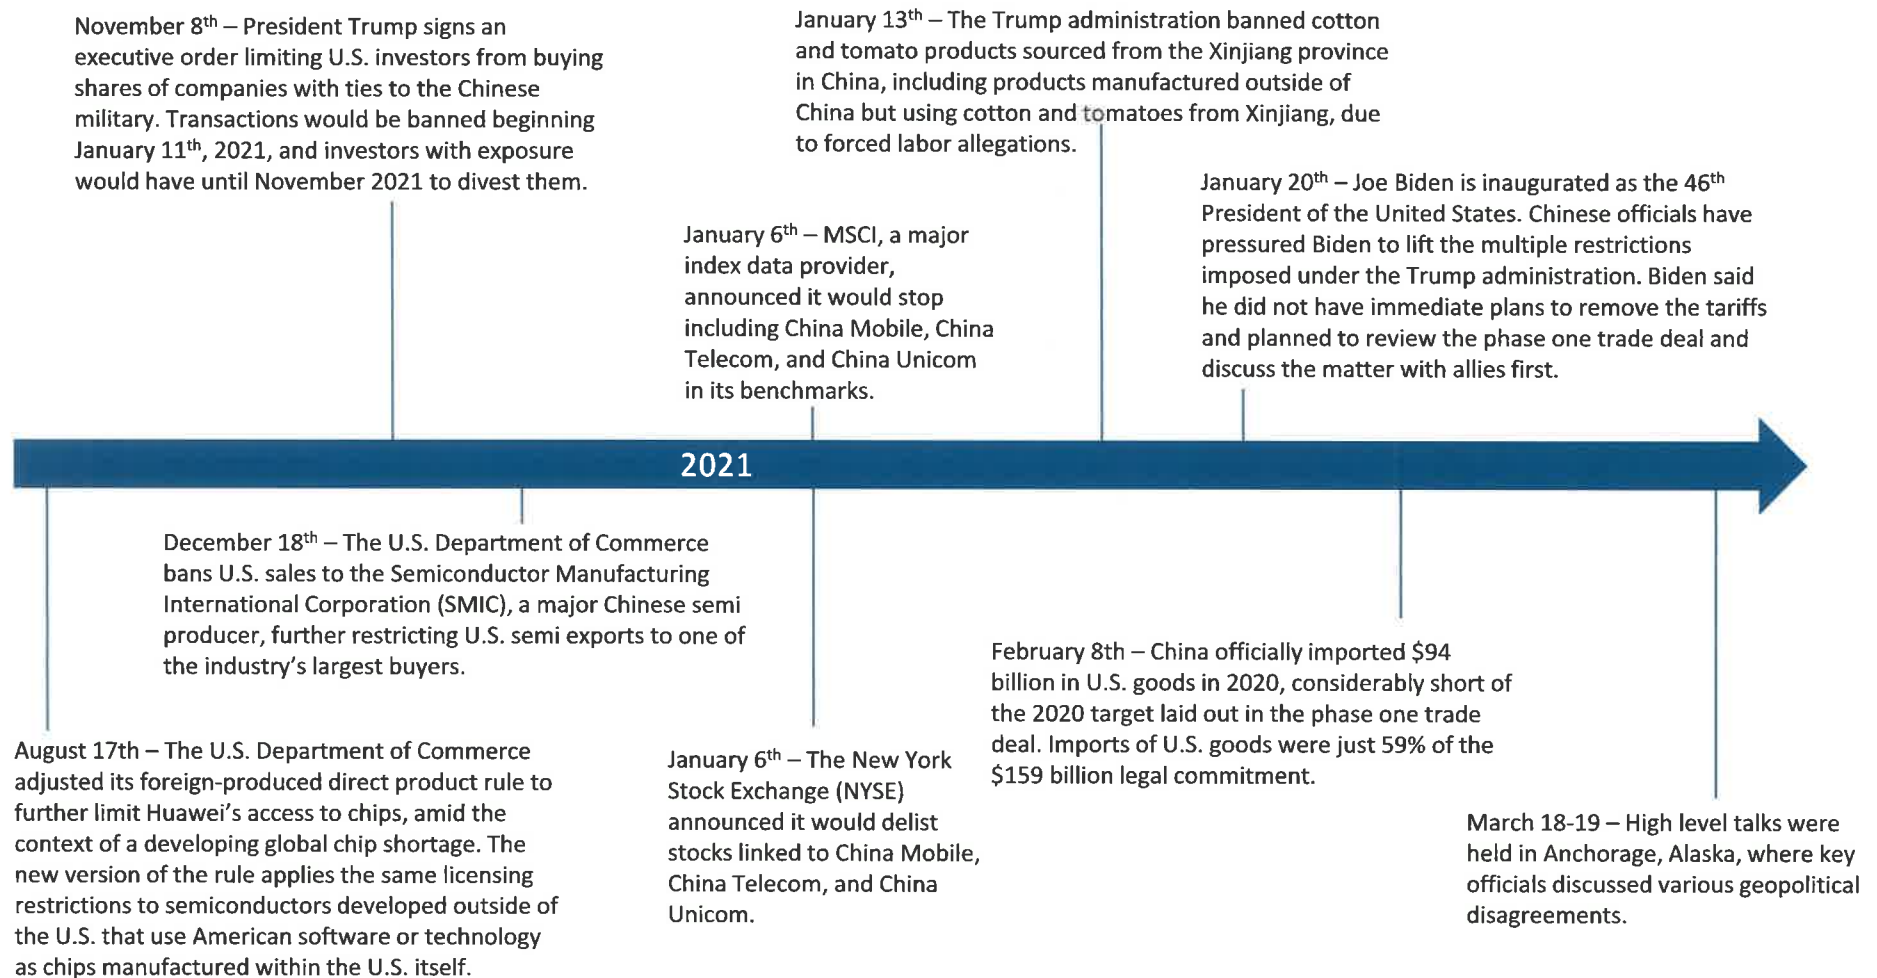 November 8th – President Trump signs an
executive order limiting U.S. investors from buying
shares of companies with ties to the Chinese
military. Transactions would be banned beginning
January 11th, 2021, and investors with exposure
would have until November 2021 to divest them.
January 13th – The Trump administration banned cotton
and tomato products sourced from the Xinjiang province
in China, including products manufactured outside of
China but using cotton and tomatoes from Xinjiang, due
to forced labor allegations.
January 6th – MSCI, a major
index data provider,
announced it would stop
including China Mobile, China
Telecom, and China Unicom
in its benchmarks.
January 20th – Joe Biden is inaugurated as the 46th
President of the United States. Chinese officials have
pressured Biden to lift the multiple restrictions
imposed under the Trump administration. Biden said
he did not have immediate plans to remove the tariffs
and planned to review the phase one trade deal and
discuss the matter with allies first.
2021
December 18th – The U.S. Department of Commerce
bans U.S. sales to the Semiconductor Manufacturing
International Corporation (SMIC), a major Chinese semi
producer, further restricting U.S. semi exports to one of
the industry's largest buyers.
August 17th – The U.S. Department of Commerce
adjusted its foreign-produced direct product rule to
further limit Huawei's access to chips, amid the
context of a developing global chip shortage. The
new version of the rule applies the same licensing
restrictions to semiconductors developed outside of
the U.S. that use American software or technology
as chips manufactured within the U.S. itself.
January 6th – The New York
Stock Exchange (NYSE)
announced it would delist
stocks linked to China Mobile,
China Telecom, and China
Unicom.
February 8th – China officially imported $94
billion in U.S. goods in 2020, considerably short of
the 2020 target laid out in the phase one trade
deal. Imports of U.S. goods were just 59% of the
$159 billion legal commitment.
March 18-19 – High level talks were
held in Anchorage, Alaska, where key
officials discussed various geopolitical
disagreements.